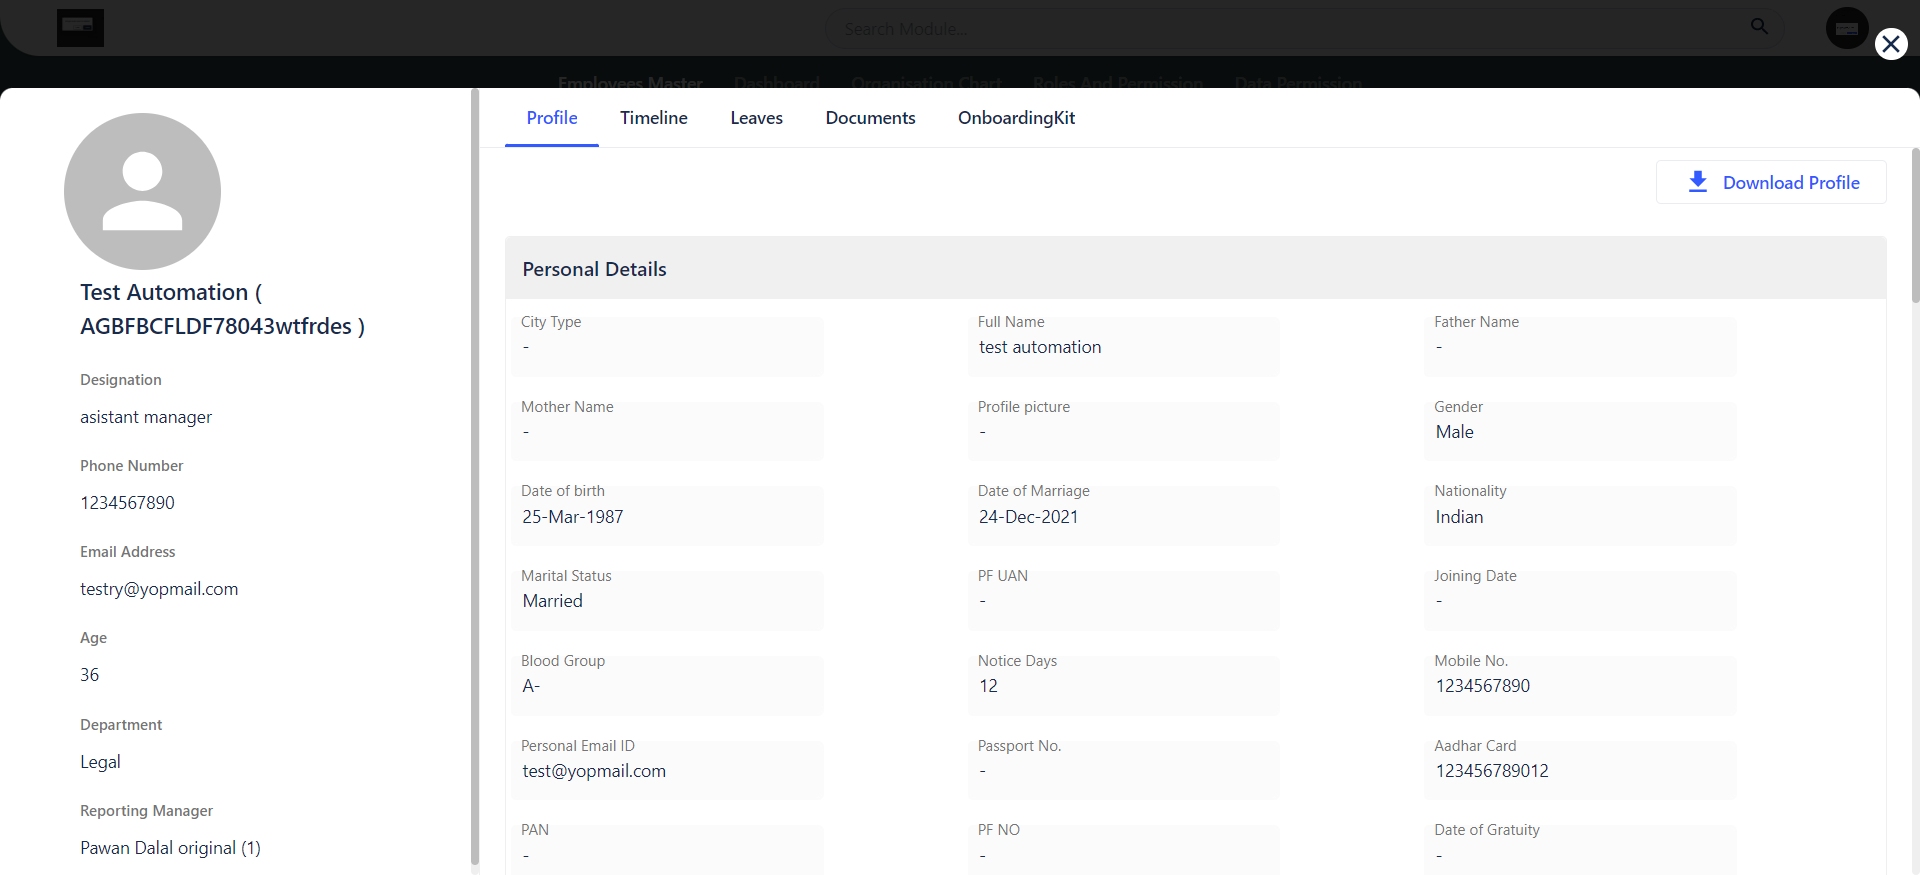 Search Module...
Employees Master Dashboard Organisation Chart Roles And Permission Data Permission
Test Automation (
AGBFBCFLDF78043wtfrdes )
Designation
asistant manager
Phone Number
1234567890
Email Address
testry@yopmail.com
Age
36
Department
Legal
Reporting Manager
Pawan Dalal original (1)
Profile Timeline Leaves Documents OnboardingKit
Download Profile
Personal Details
City Type Full Name Father Name
- test automation -
Mother Name Profile picture Gender
- - Male
Date of birth Date of Marriage Nationality
25-Mar-1987 24-Dec-2021 Indian
Marital Status PF UAN Joining Date
Married - -
Blood Group Notice Days Mobile No.
A- 12 1234567890
Personal Email ID Passport No. Aadhar Card
test@yopmail.com - 123456789012
PAN PF NO Date of Gratuity
- - -